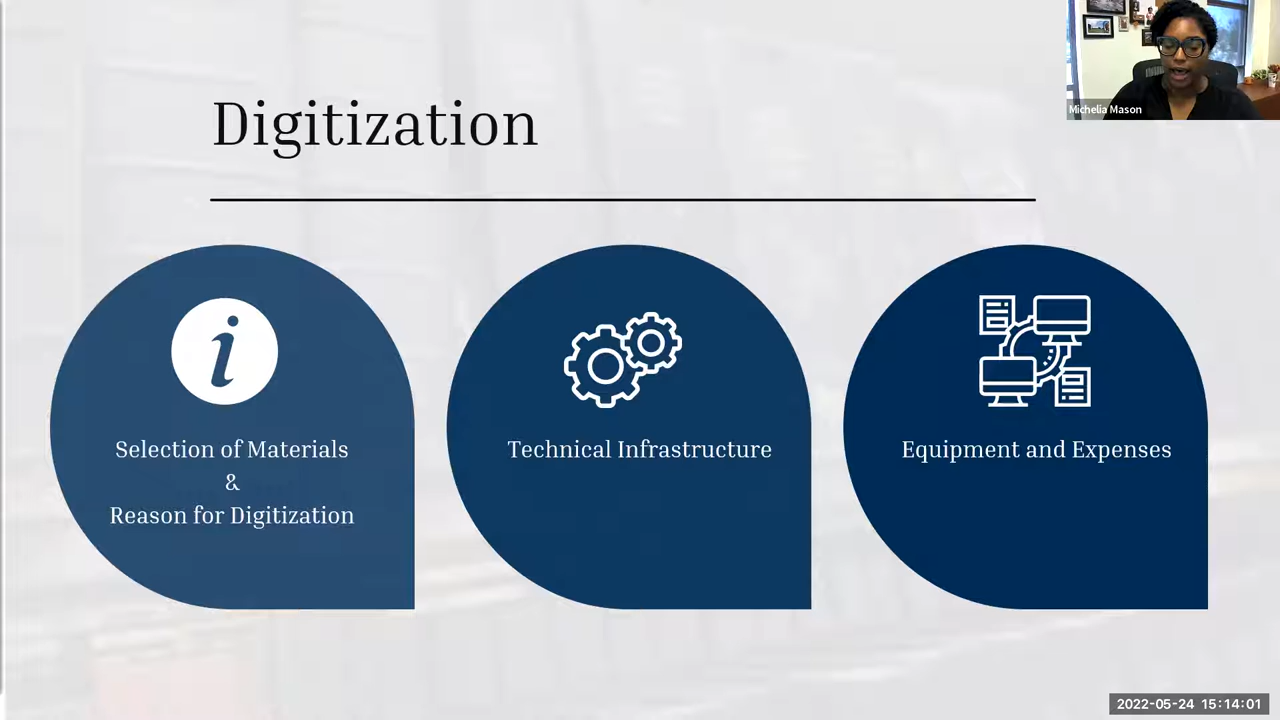 Michelia Mason
Digitization
i
Selection of Materials
&
Reason for Digitization
Technical Infrastructure
Equipment and Expenses
2022-05-24 15:14:01